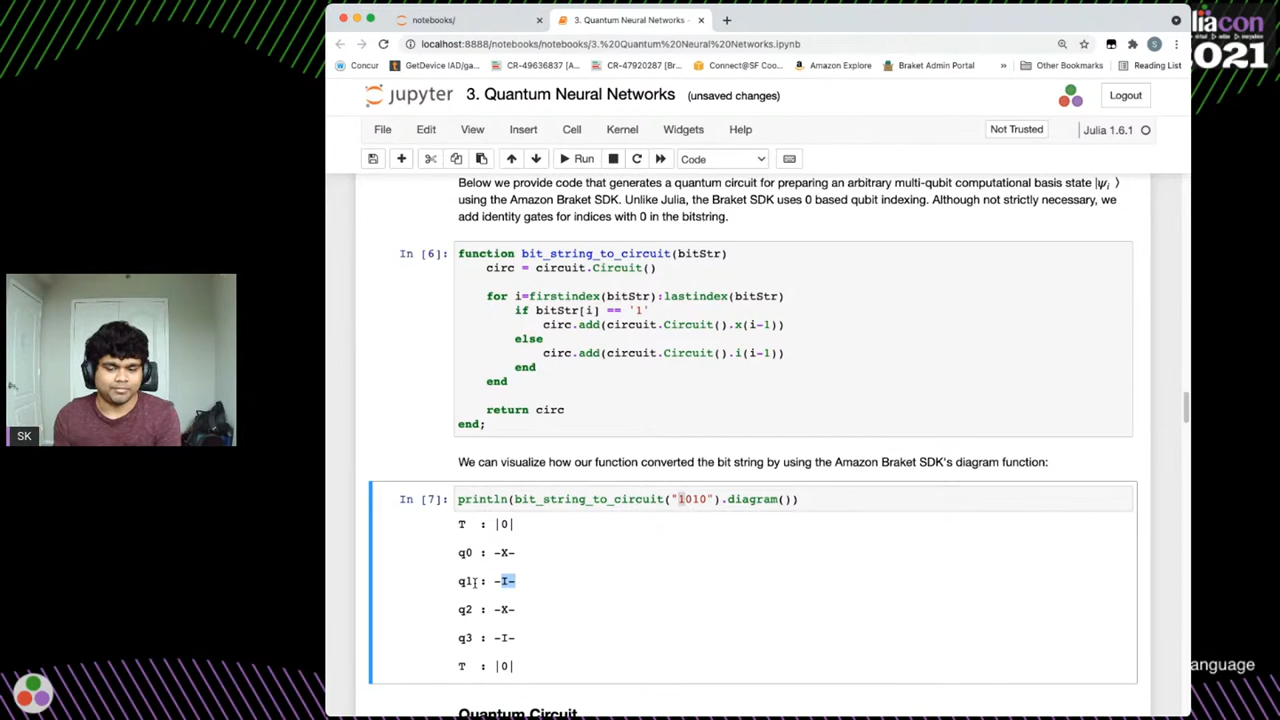 notebooks/
3. Quantum Neural Networks -
localhost:8888/notebooks/notebooks/3.%20Quantum%20Neural%20Networks.ipynb
Concur
GetDevice IAD/ga...
CR-49636837 [A...
CR-47920287 [Br...
Connect@SF Coo...
Amazon Explore
Braket Admin Portal
»
Other Bookmarks
Reading List
S
liacon
2021
jupyter
3. Quantum Neural Networks (unsaved changes)
Logout
File Edit View Insert Cell Kernel Widgets Help
Not Trusted
Julia 1.6.1
Run
Code
Below we provide code that generates a quantum circuit for preparing an arbitrary multi-qubit computational basis state |ψi ⟩
using the Amazon Braket SDK. Unlike Julia, the Braket SDK uses 0 based qubit indexing. Although not strictly necessary, we
add identity gates for indices with 0 in the bitstring.
In [6]:
function bit_string_to_circuit(bitStr)
    circ = circuit.Circuit()
    for i=firstindex(bitStr):lastindex(bitStr)
        if bitStr[i] == '1'
            circ.add(circuit.Circuit().x(i-1))
        else
            circ.add(circuit.Circuit().i(i-1))
        end
    end
    return circ
end;
We can visualize how our function converted the bit string by using the Amazon Braket SDK's diagram function:
In [7]: println(bit_string_to_circuit("1010").diagram())
T  : |0|
q0 : -X-
q1 : -I-
q2 : -X-
q3 : -I-
T  : |0|
Quantum Circuit
SK
anguage